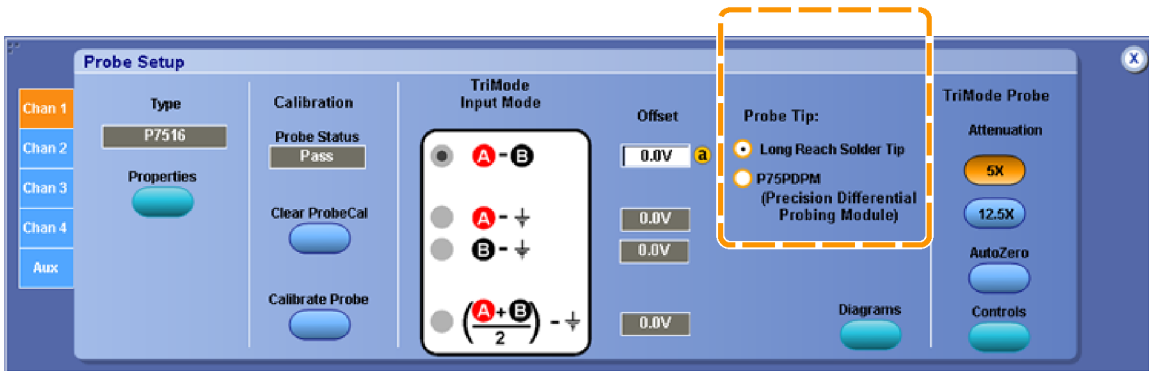 Probe Setup
X
Chan 1
Chan 2
Chan 3
Chan 4
Aux
Type
P7516
Properties
Calibration
Probe Status
Pass
Clear ProbeCal
Calibrate Probe
TriMode
Input Mode
A - B
A -
B -
(A + B) -
2
Offset
0.0V a
0.0V
0.0V
0.0V
Probe Tip:
Long Reach Solder Tip
P75PDPM
(Precision Differential
Probing Module)
Diagrams
TriMode Probe
Attenuation
5X
12.5X
AutoZero
Controls